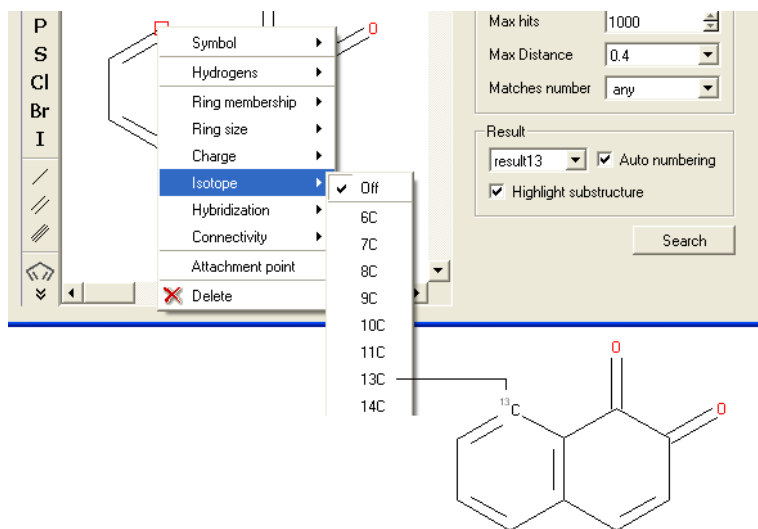 P
S
Cl
Br
I
O
Symbol
Hydrogens
Ring membership
Ring size
Charge
Isotope
Hybridization
Connectivity
Attachment point
Delete
Off
6C
7C
8C
9C
10C
11C
13C
14C
Max hits 1000
Max Distance 0.4
Matches number any
Result
result13 Auto numbering
Highlight substructure
Search
O
O
13C